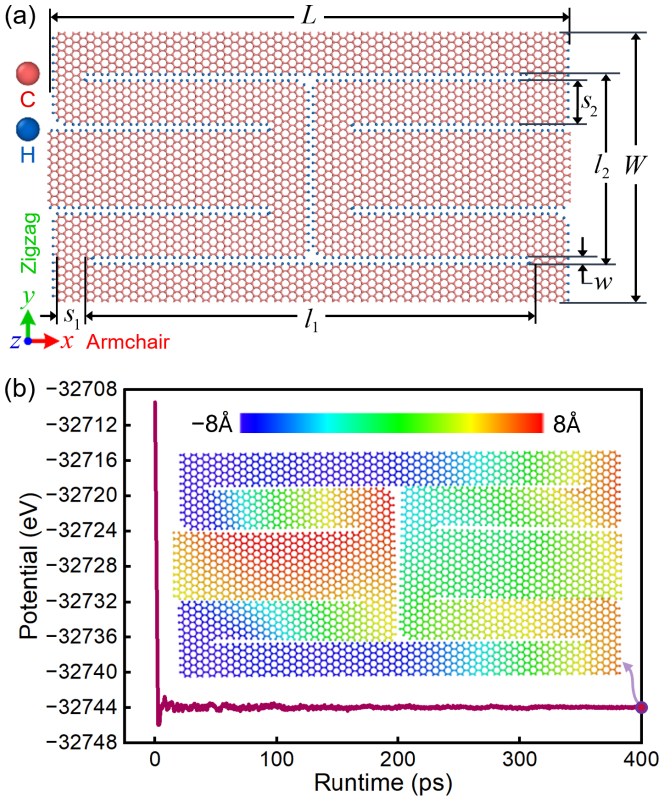 (a)
L
C
H
s2
l2
W
w
Zigzag
y
s1
l1
z
x
Armchair
(b)
−32708
−32712
−32716
−32720
−32724
−32728
−32732
−32736
−32740
−32744
−32748
Potential (eV)
−8Å
8Å
0
100
200
300
400
Runtime (ps)